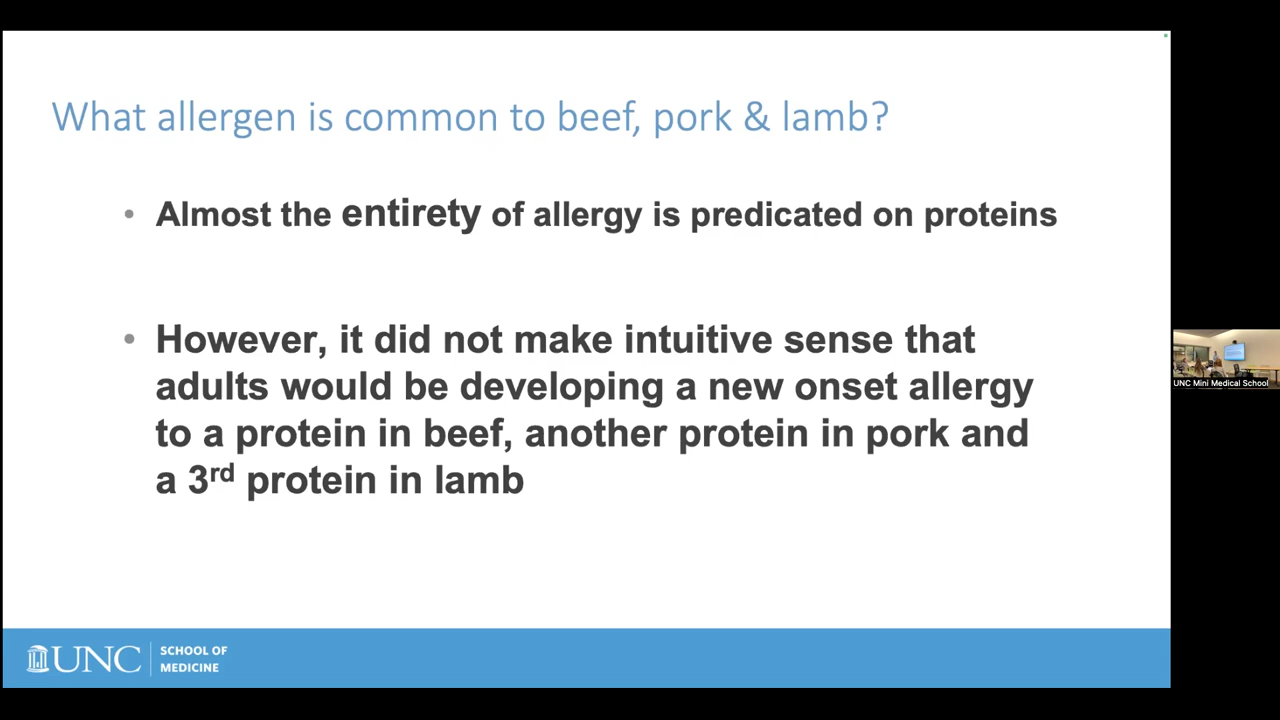 What allergen is common to beef, pork & lamb?
• Almost the entirety of allergy is predicated on proteins
• However, it did not make intuitive sense that
adults would be developing a new onset allergy
to a protein in beef, another protein in pork and
a 3rd protein in lamb
UNC Mini Medical School
UNC SCHOOL OF
MEDICINE